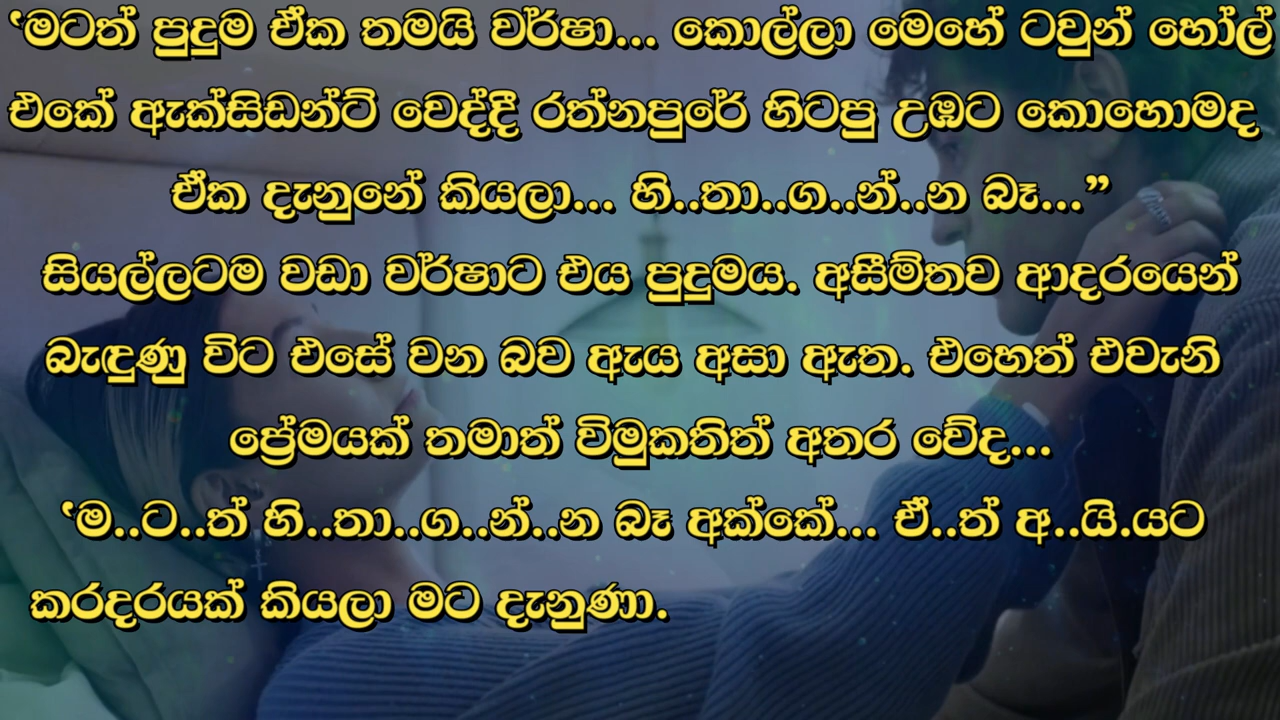 ‘මටත් පුදුම ඒක තමයි වර්ෂා... කොල්ලා මෙහේ ටවුන් හෝල්
එකේ ඇක්සිඩන්ට් වෙද්දී රත්නපුරේ හිටපු උඹට කොහොමද
ඒක දැනුනේ කියලා... හි..තා..ග..න්..න බෑ...”
සියල්ලටම වඩා වර්ෂාට එය පුදුමය. අසීමිතව ආදරයෙන්
බැඳුණු විට එසේ වන බව ඇය අසා ඇත. එහෙත් එවැනි
ප්‍රේමයක් තමාත් විමුකතිත් අතර වේද...
‘ම..ට..ත් හි..තා..ග..න්..න බෑ අක්කේ... ඒ..ත් අ..යි.යට
කරදරයක් කියලා මට දැනුණා.